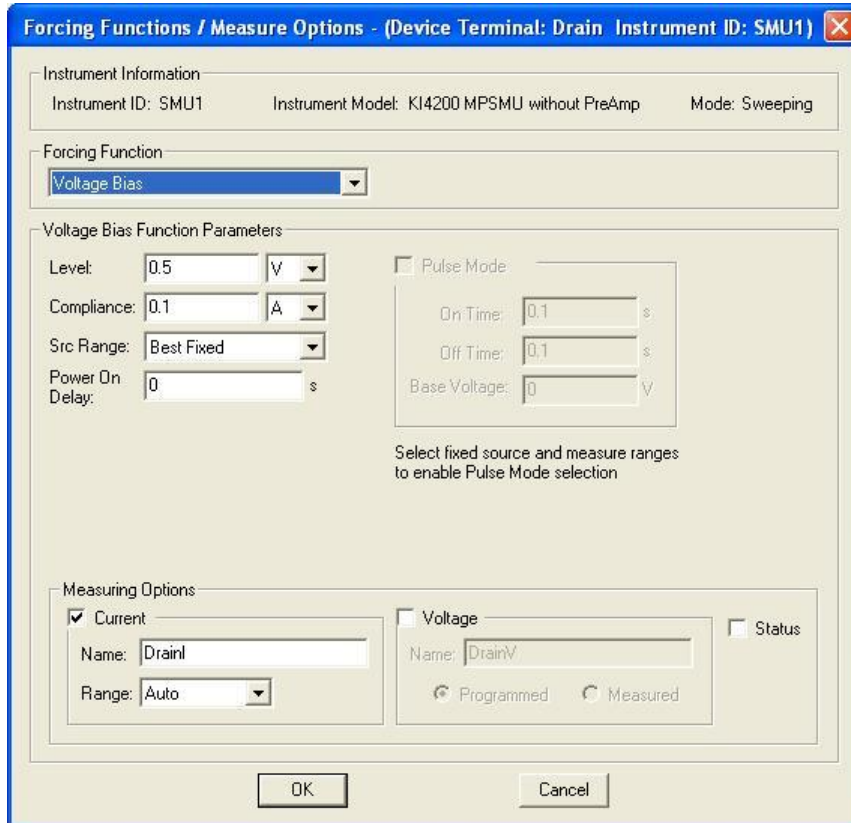 Forcing Functions / Measure Options - (Device Terminal: Drain Instrument ID: SMU1)
Instrument Information
Instrument ID: SMU1 Instrument Model: KI4200 MPSMU without PreAmp Mode: Sweeping
Forcing Function
Voltage Bias
Voltage Bias Function Parameters
Level: 0.5 V
Compliance: 0.1 A
Src Range: Best Fixed
Power On Delay: 0 s
Pulse Mode
On Time: 0.1 s
Off Time: 0.1 s
Base Voltage: 0 V
Select fixed source and measure ranges
to enable Pulse Mode selection
Measuring Options
Current
Name: DrainI
Range: Auto
Voltage
Name: DrainV
Programmed Measured
Status
OK Cancel